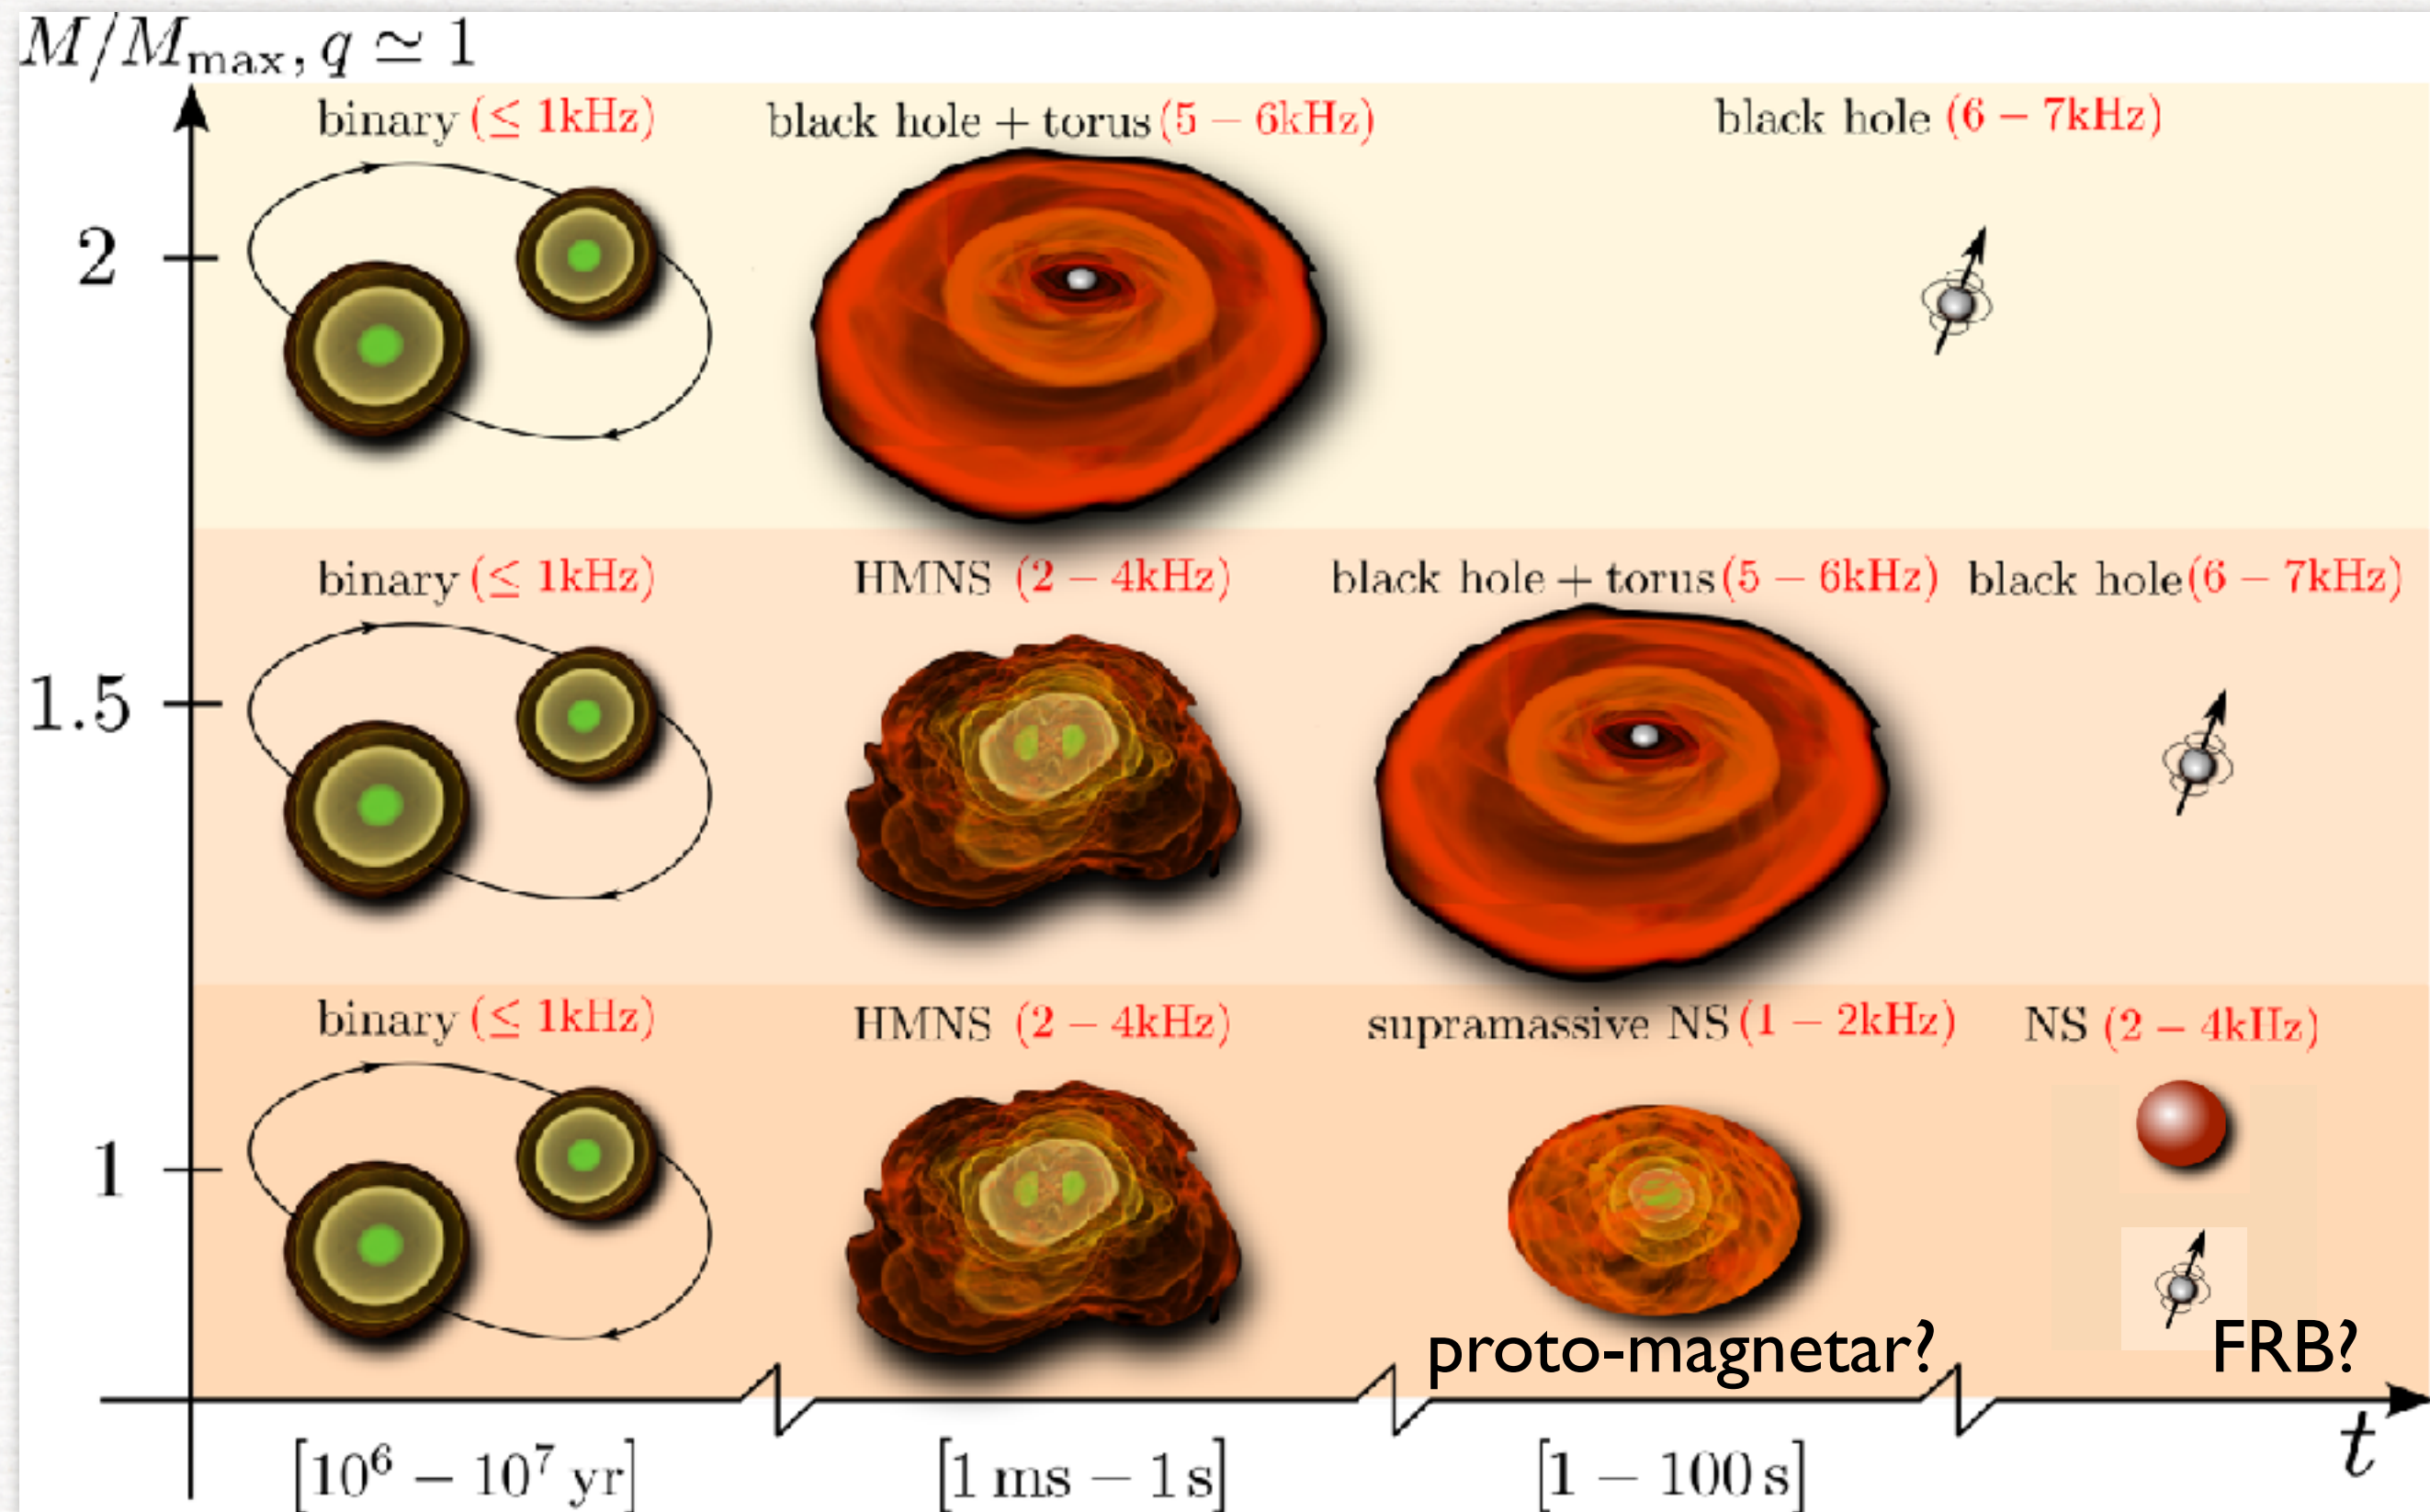 M/M_max, q ≃ 1
binary (≤ 1kHz) black hole + torus (5 − 6kHz) black hole (6 − 7kHz)
2
binary (≤ 1kHz) HMNS (2 − 4kHz) black hole + torus (5 − 6kHz) black hole (6 − 7kHz)
1.5
binary (≤ 1kHz) HMNS (2 − 4kHz) supramassive NS (1 − 2kHz) NS (2 − 4kHz)
1
proto-magnetar? FRB?
t
[10⁶ − 10⁷ yr] [1 ms − 1 s] [1 − 100 s]